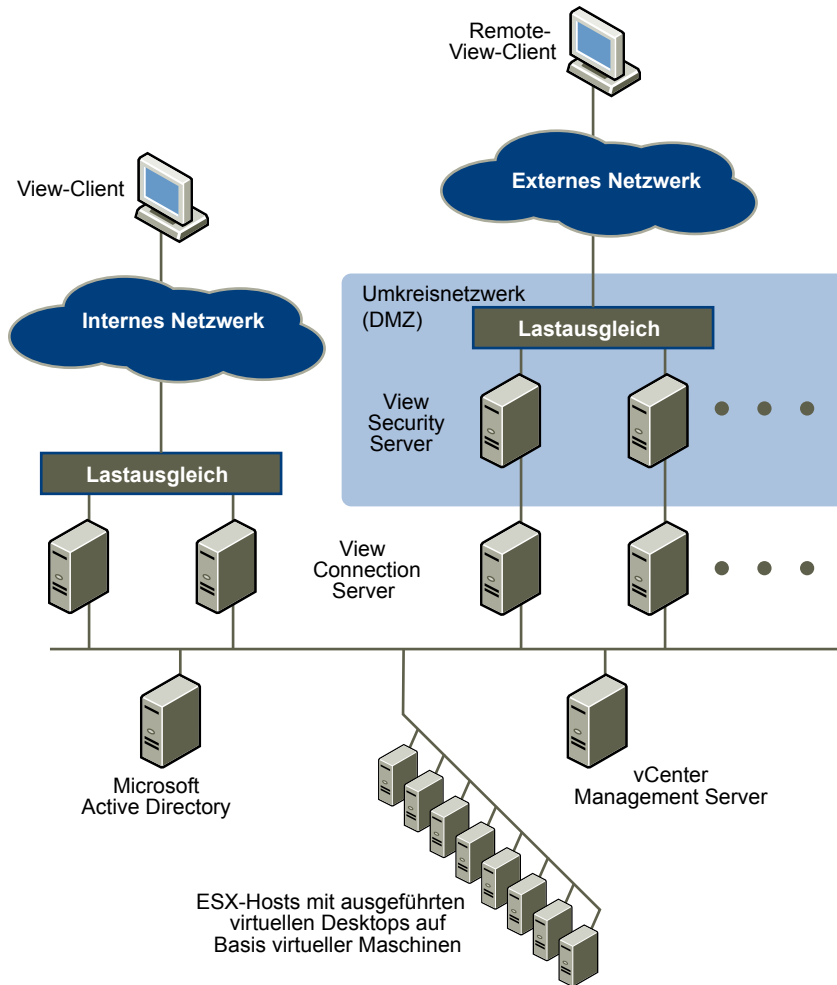 Remote-
View-Client
View-Client
Externes Netzwerk
Internes Netzwerk
Umkreisnetzwerk
(DMZ)
Lastausgleich
View
Security
Server
Lastausgleich
View
Connection
Server
Microsoft
Active Directory
vCenter
Management Server
ESX-Hosts mit ausgeführten
virtuellen Desktops auf
Basis virtueller Maschinen